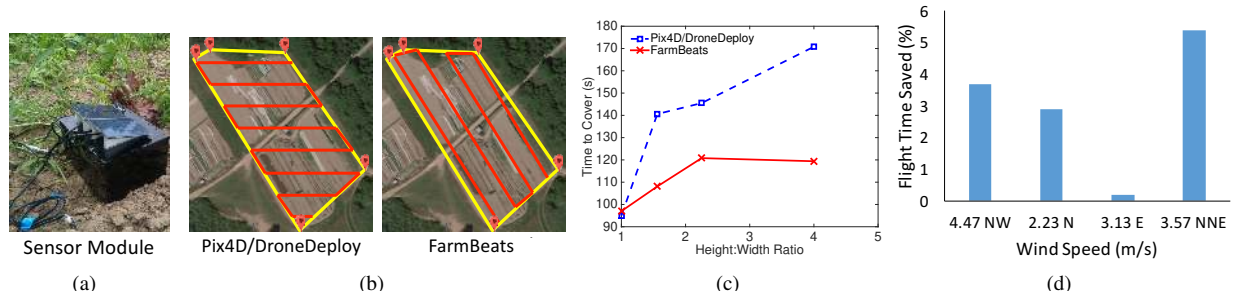 Sensor Module
(a)
Pix4D/DroneDeploy
FarmBeats
(b)
180
170
160
150
140
130
120
110
100
90
Time to Cover (s)
Pix4D/DroneDeploy
FarmBeats
1
2
3
4
5
Height:Width Ratio
(c)
6
5
4
3
2
1
0
Flight Time Saved (%)
4.47 NW
2.23 N
3.13 E
3.57 NNE
Wind Speed (m/s)
(d)